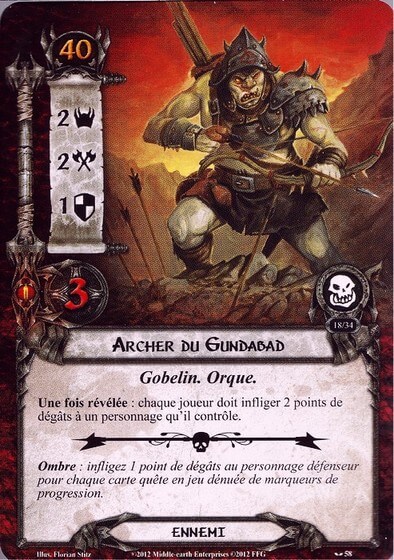 40
2
2
1
3
18/34
Archer du Gundabad
Gobelin. Orque.
Une fois révélée : chaque joueur doit infliger 2 points de
dégâts à un personnage qu'il contrôle.
Ombre : infligez 1 point de dégâts au personnage défenseur
pour chaque carte quête en jeu dénuée de marqueurs de
progression.
ENNEMI
Illus. Florian Stitz
©2012 Middle-earth Enterprises ©2012 FFG
58